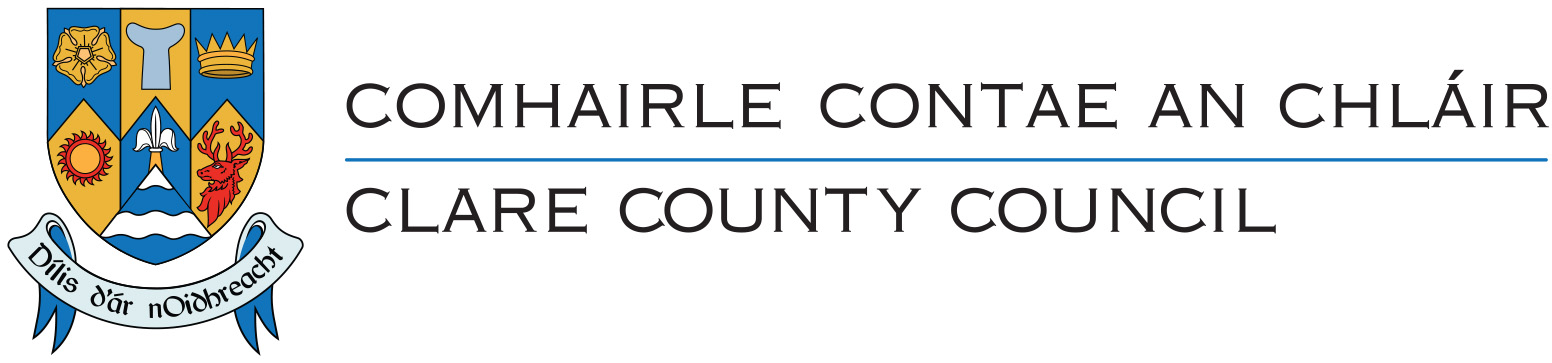 COMHAIRLE CONTAE AN CHLÁIR
CLARE COUNTY COUNCIL
Dílis d'ár nOidhreacht